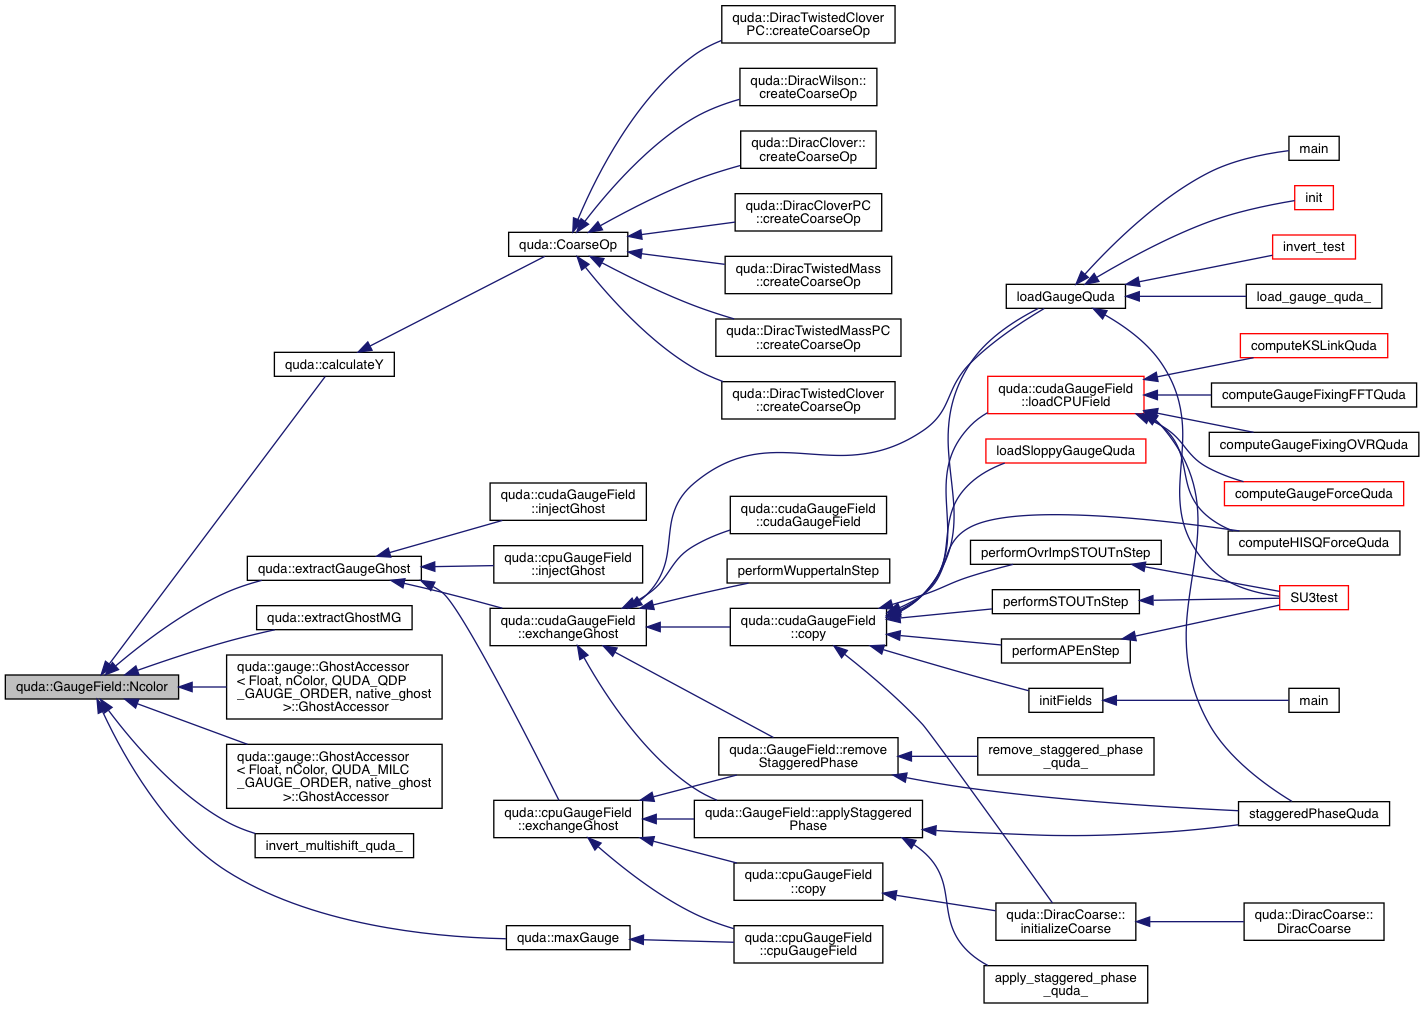 quda::GaugeField::Ncolor
quda::calculateY
quda::CoarseOp
quda::DiracTwistedClover
PC::createCoarseOp
quda::DiracWilson::
createCoarseOp
quda::DiracClover::
createCoarseOp
quda::DiracCloverPC
::createCoarseOp
quda::DiracTwistedMass
::createCoarseOp
quda::DiracTwistedMassPC
::createCoarseOp
quda::DiracTwistedClover
::createCoarseOp
quda::extractGaugeGhost
quda::extractGhostMG
quda::gauge::GhostAccessor
< Float, nColor, QUDA_QDP
_GAUGE_ORDER, native_ghost
>::GhostAccessor
quda::gauge::GhostAccessor
< Float, nColor, QUDA_MILC
_GAUGE_ORDER, native_ghost
>::GhostAccessor
invert_multishift_quda_
quda::maxGauge
quda::cudaGaugeField
::injectGhost
quda::cpuGaugeField
::injectGhost
quda::cudaGaugeField
::exchangeGhost
quda::cpuGaugeField
::exchangeGhost
quda::cudaGaugeField
::cudaGaugeField
performWuppertalnStep
quda::cudaGaugeField
::copy
quda::GaugeField::remove
StaggeredPhase
quda::GaugeField::applyStaggered
Phase
quda::cpuGaugeField
::copy
quda::cpuGaugeField
::cpuGaugeField
loadGaugeQuda
quda::cudaGaugeField
::loadCPUField
loadSloppyGaugeQuda
performOvrImpSTOUTnStep
performSTOUTnStep
performAPEnStep
initFields
remove_staggered_phase
_quda_
quda::DiracCoarse::
initializeCoarse
apply_staggered_phase
_quda_
main
init
invert_test
load_gauge_quda_
computeKSLinkQuda
computeGaugeFixingFFTQuda
computeGaugeFixingOVRQuda
computeGaugeForceQuda
computeHISQForceQuda
SU3test
main
staggeredPhaseQuda
quda::DiracCoarse::
DiracCoarse